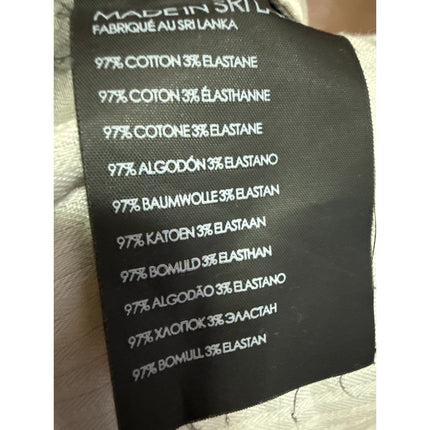 MADE IN SRI
FABRIQUÉ AU SRI LANKA
97% COTTON 3% ELASTANE
97% COTON 3% ÉLASTHANNE
97% COTONE 3% ELASTANE
97% ALGODÓN 3% ELASTANO
97% BAUMWOLLE 3% ELASTAN
97% KATOEN 3% ELASTAAN
97% BOMULD 3% ELASTHAN
97% ALGODÃO 3% ELASTANO
97% ХЛОПОК 3% ЭЛАСТАН
97% BOMULL 3% ELASTAN